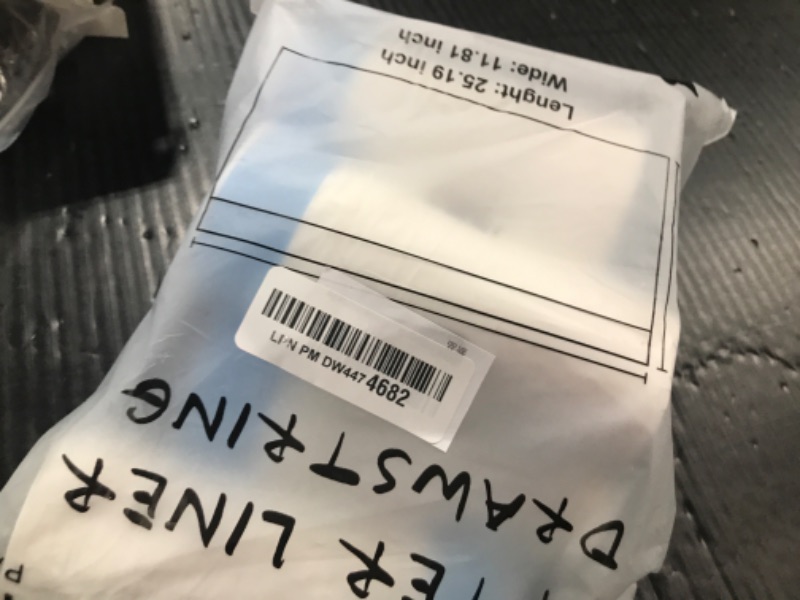 TER LINER
DRAWSTRING
LPN PM DW447 4682
Lenght: 25.19 inch
Wide: 11.81 inch